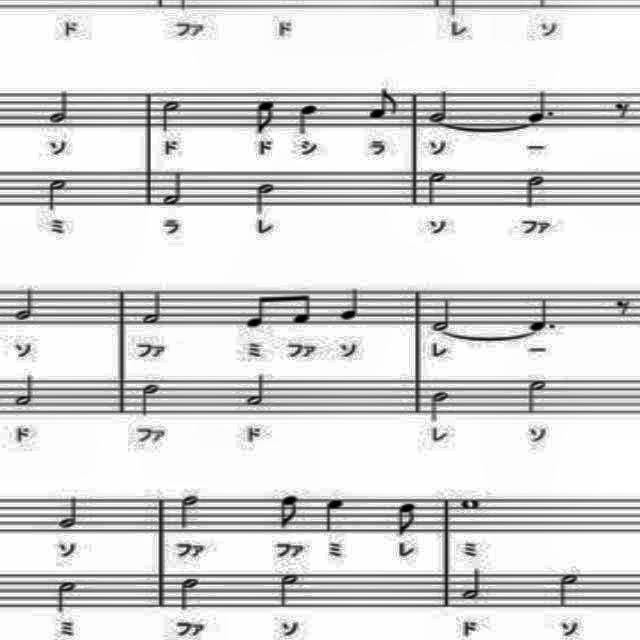 ド ファ ド レ ソ
ソ ド ド シ ラ ソ ー
ミ ラ レ ソ ファ
ソ ファ ミ ファ ソ レ ー
ド ファ ド レ ソ
ソ ファ ファ ミ レ ミ
ミ ファ ソ ド ソ